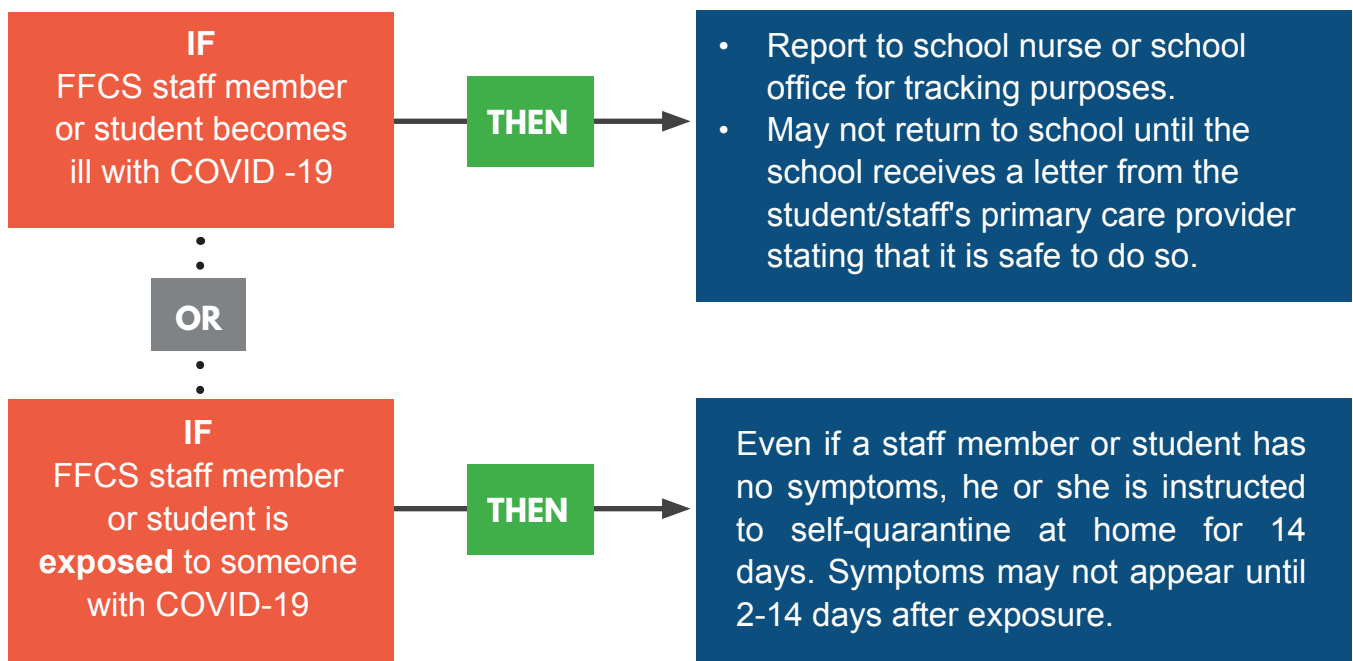 IF
FFCS staff member
or student becomes
ill with COVID -19
THEN
• Report to school nurse or school
office for tracking purposes.
• May not return to school until the
school receives a letter from the
student/staff's primary care provider
stating that it is safe to do so.
OR
IF
FFCS staff member
or student is
exposed to someone
with COVID-19
THEN
Even if a staff member or student has
no symptoms, he or she is instructed
to self-quarantine at home for 14
days. Symptoms may not appear until
2-14 days after exposure.